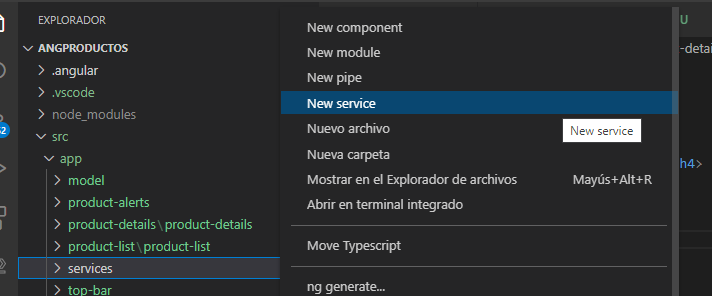 EXPLORADOR
ANGPRODUCTOS
.angular
.vscode
node_modules
src
app
model
product-alerts
product-details\product-details
product-list\product-list
services
top-bar
New component
New module
New pipe
New service
Nuevo archivo
New service
Nueva carpeta
Mostrar en el Explorador de archivos Mayús+Alt+R
Abrir en terminal integrado
Move Typescript
ng generate...
U
-detai
h4>